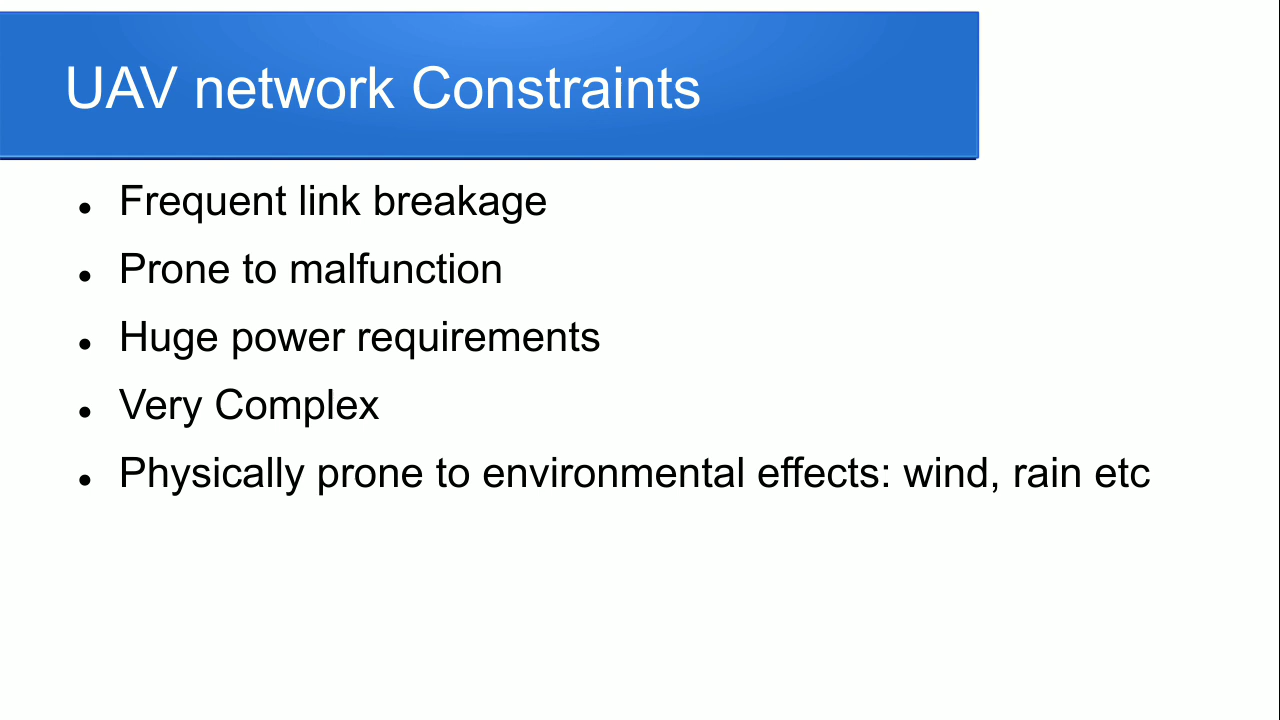 UAV network Constraints
Frequent link breakage
Prone to malfunction
Huge power requirements
Very Complex
Physically prone to environmental effects: wind, rain etc